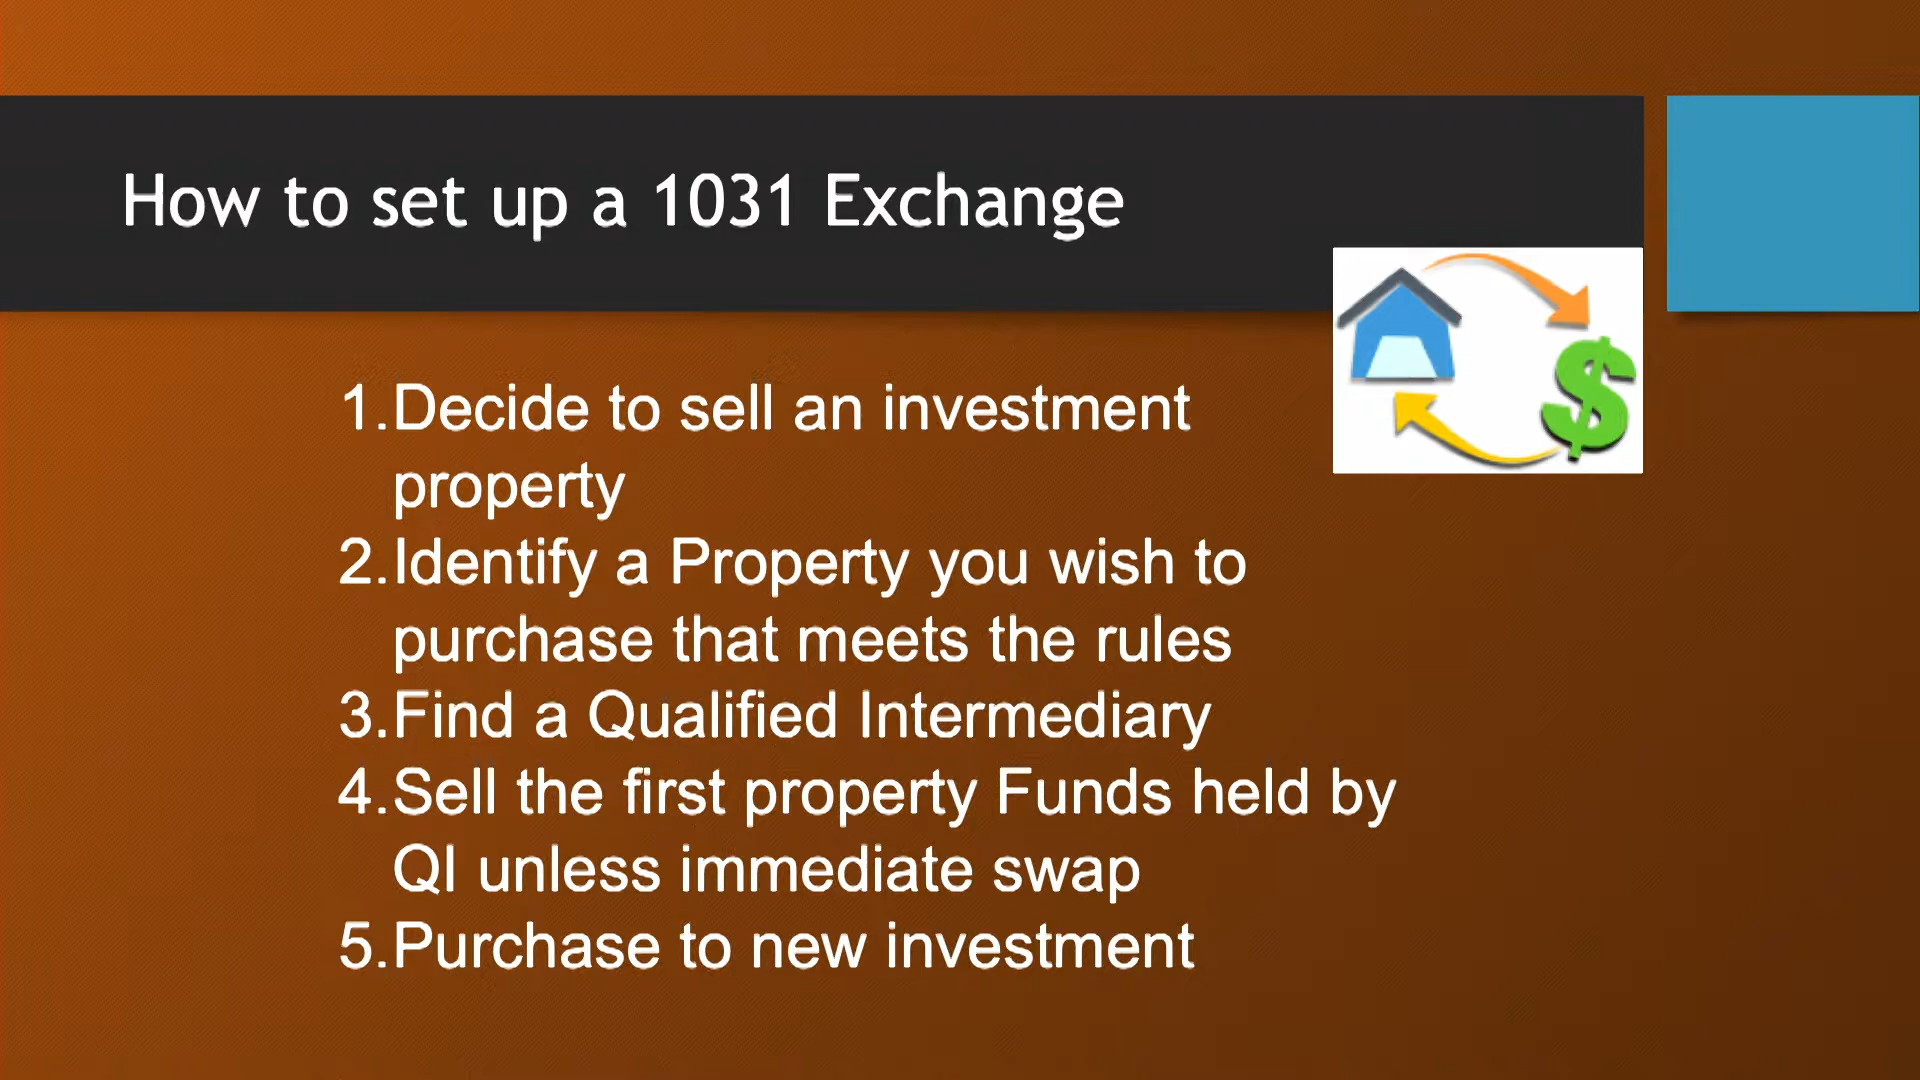 How to set up a 1031 Exchange
1.Decide to sell an investment
property
2.Identify a Property you wish to
purchase that meets the rules
3.Find a Qualified Intermediary
4.Sell the first property Funds held by
QI unless immediate swap
5.Purchase to new investment
$